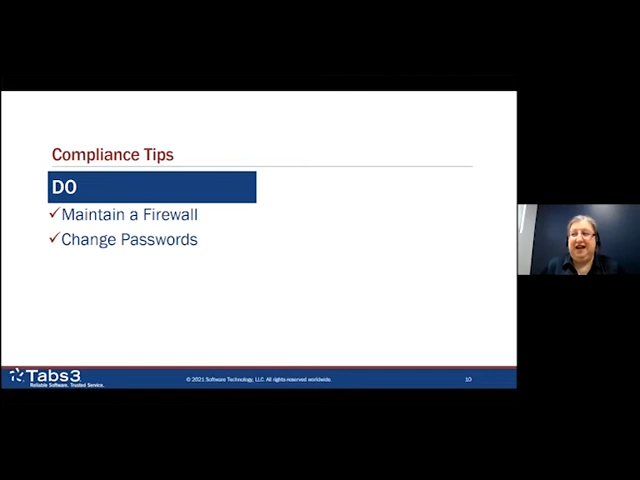 Compliance Tips
DO
✓Maintain a Firewall
✓Change Passwords
Tabs3
Reliable Software. Trusted Service.
© 2021 Software Technology, LLC. All rights reserved worldwide.
10